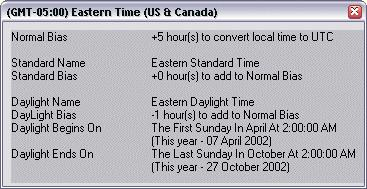 (GMT-05:00) Eastern Time (US & Canada)
Normal Bias +5 hour(s) to convert local time to UTC
Standard Name Eastern Standard Time
Standard Bias +0 hour(s) to add to Normal Bias
Daylight Name Eastern Daylight Time
DayLight Bias -1 hour(s) to add to Normal Bias
Daylight Begins On The First Sunday In April At 2:00:00 AM
(This year - 07 April 2002)
Daylight Ends On The Last Sunday In October At 2:00:00 AM
(This year - 27 October 2002)